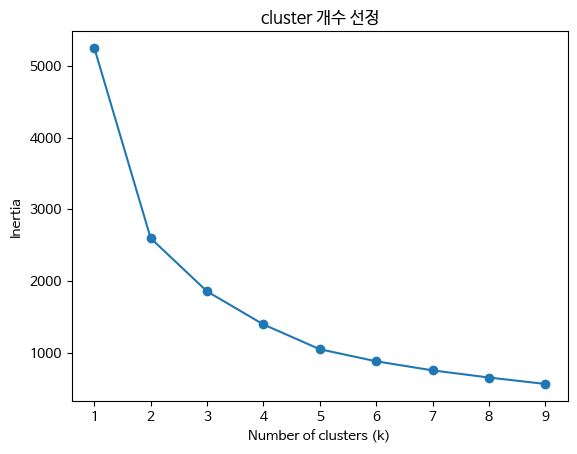 cluster 개수 선정
5000
4000
3000
2000
1000
Inertia
1 2 3 4 5 6 7 8 9
Number of clusters (k)